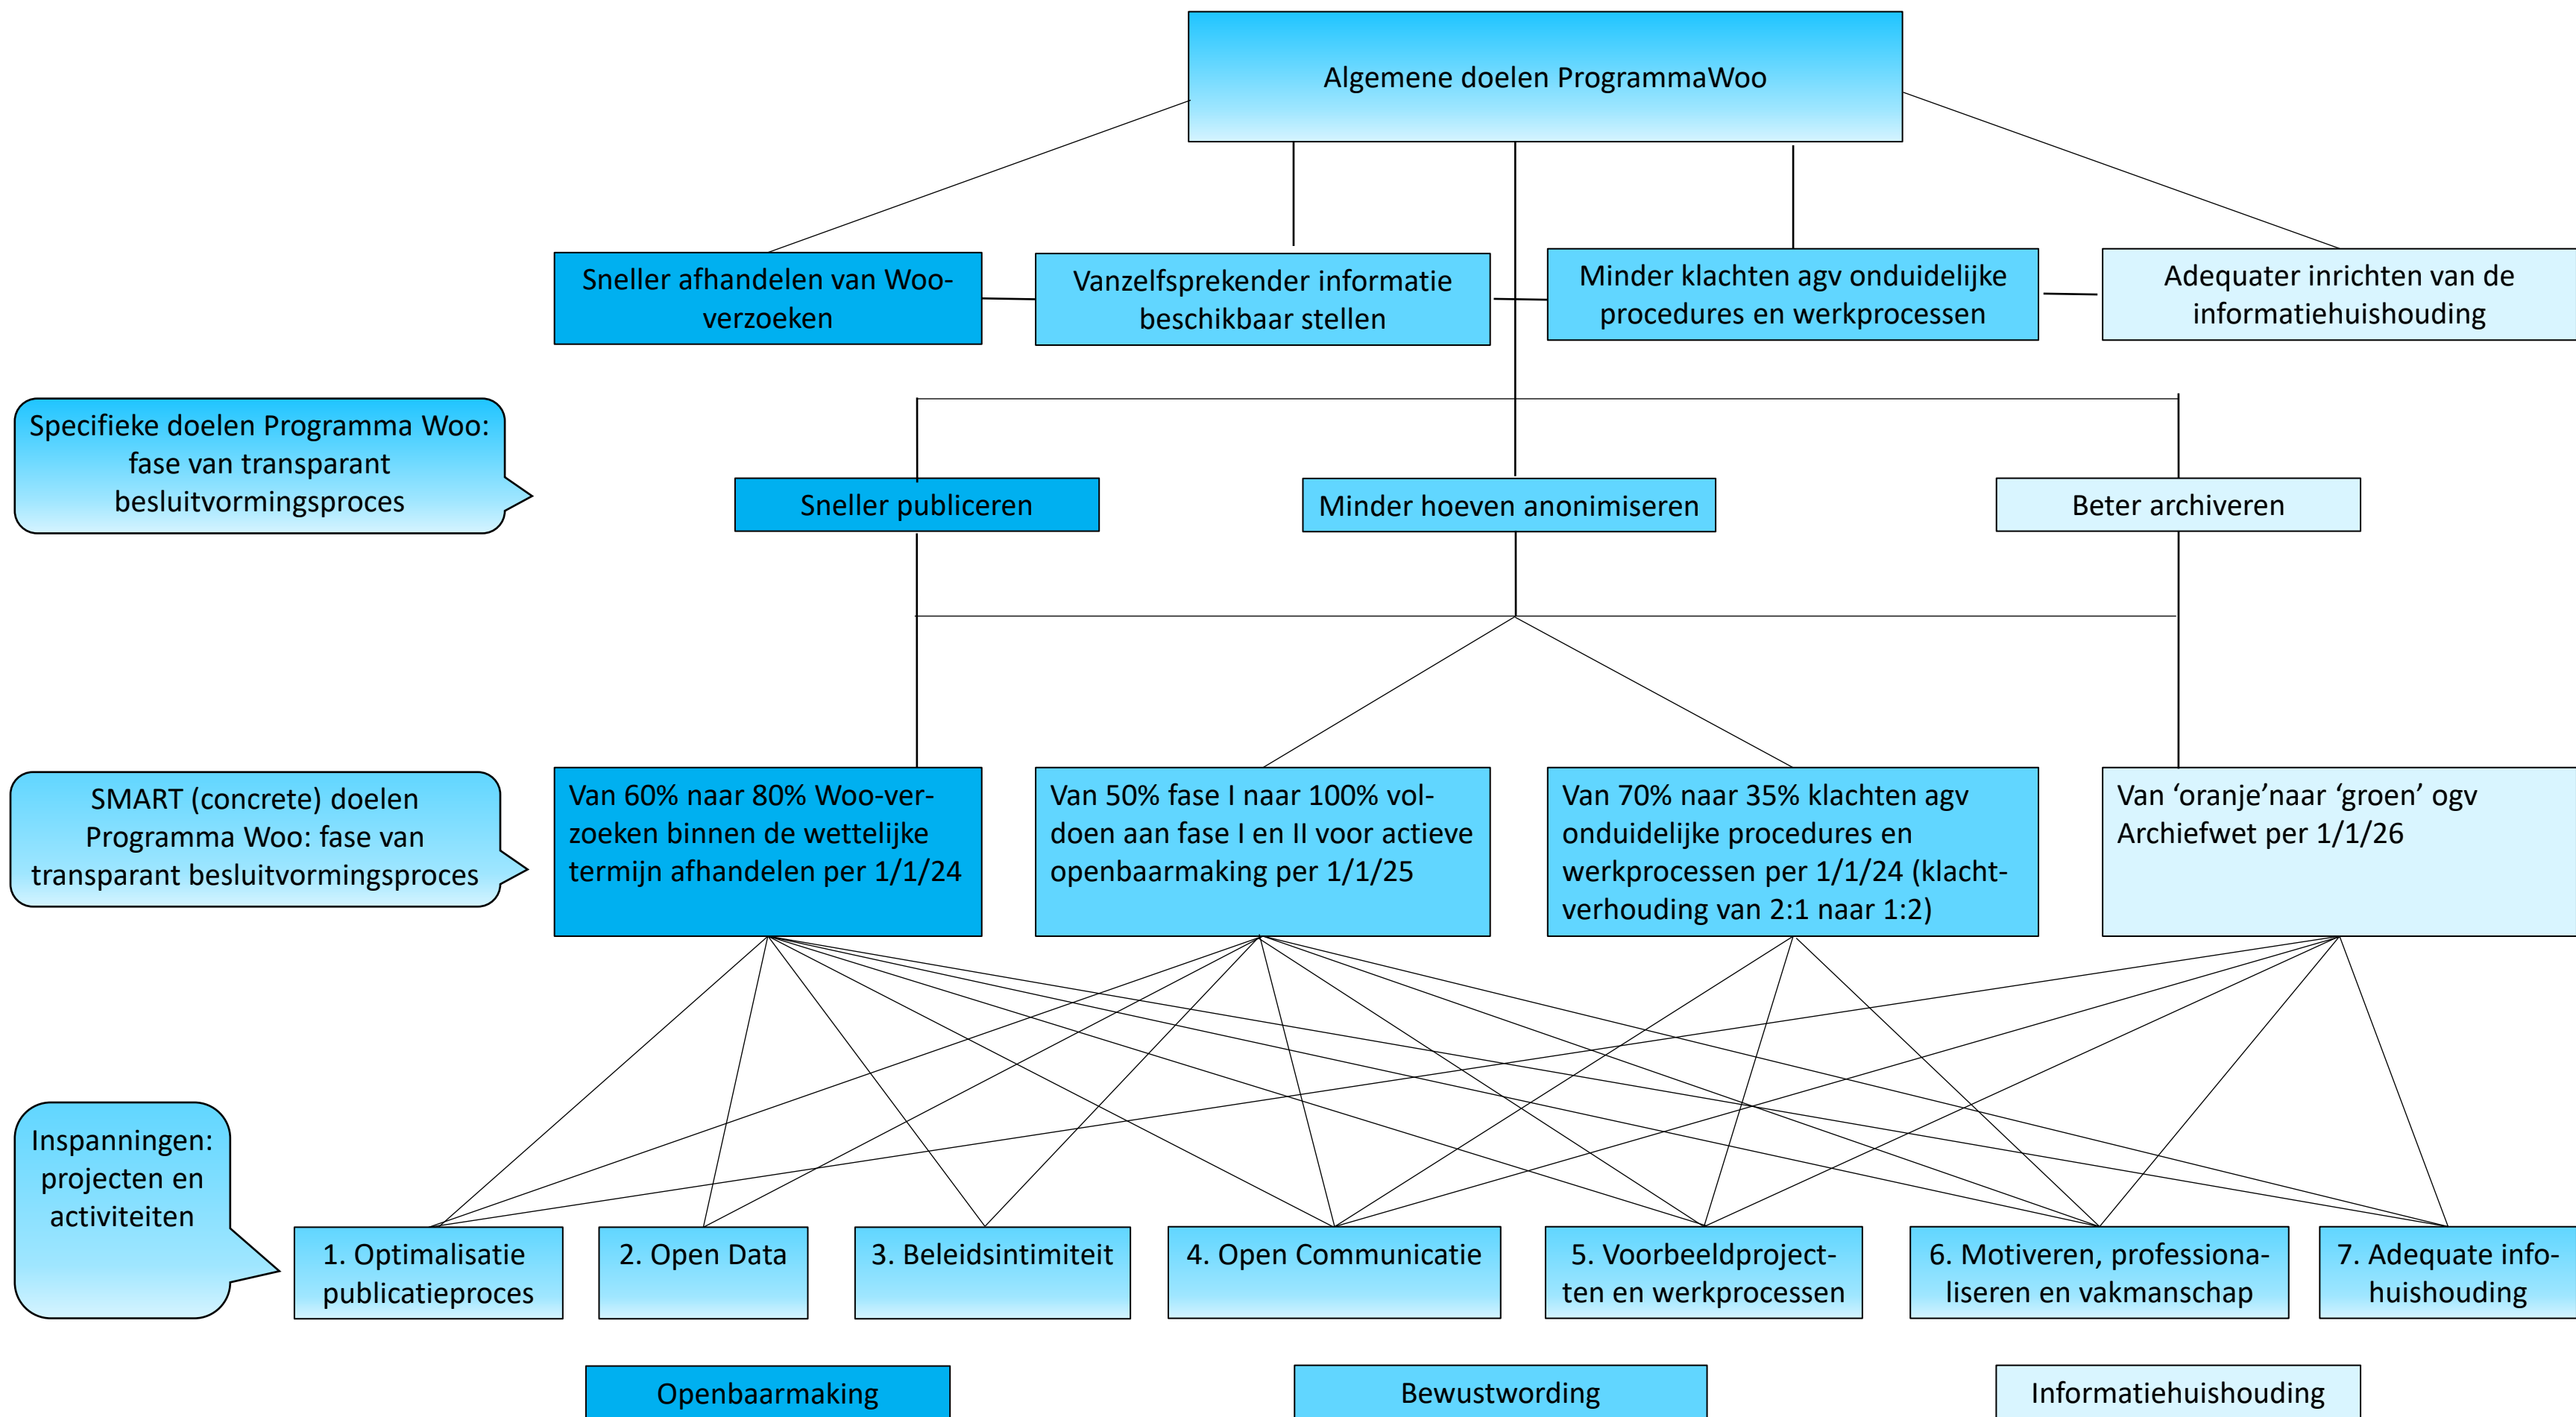 Algemene doelen ProgrammaWoo
Sneller afhandelen van Woo-
verzoeken
Vanzelfsprekender informatie
beschikbaar stellen
Minder klachten agv onduidelijke
procedures en werkprocessen
Adequater inrichten van de
informatiehuishouding
Specifieke doelen Programma Woo:
fase van transparant
besluitvormingsproces
Sneller publiceren
Minder hoeven anonimiseren
Beter archiveren
SMART (concrete) doelen
Programma Woo: fase van
transparant besluitvormingsproces
Van 60% naar 80% Woo-ver-
zoeken binnen de wettelijke
termijn afhandelen per 1/1/24
Van 50% fase I naar 100% vol-
doen aan fase I en II voor actieve
openbaarmaking per 1/1/25
Van 70% naar 35% klachten agv
onduidelijke procedures en
werkprocessen per 1/1/24 (klacht-
verhouding van 2:1 naar 1:2)
Van ‘oranje’naar ‘groen’ ogv
Archiefwet per 1/1/26
Inspanningen:
projecten en
activiteiten
1. Optimalisatie
publicatieproces
2. Open Data
3. Beleidsintimiteit
4. Open Communicatie
5. Voorbeeldproject-
ten en werkprocessen
6. Motiveren, professiona-
liseren en vakmanschap
7. Adequate info-
huishouding
Openbaarmaking
Bewustwording
Informatiehuishouding